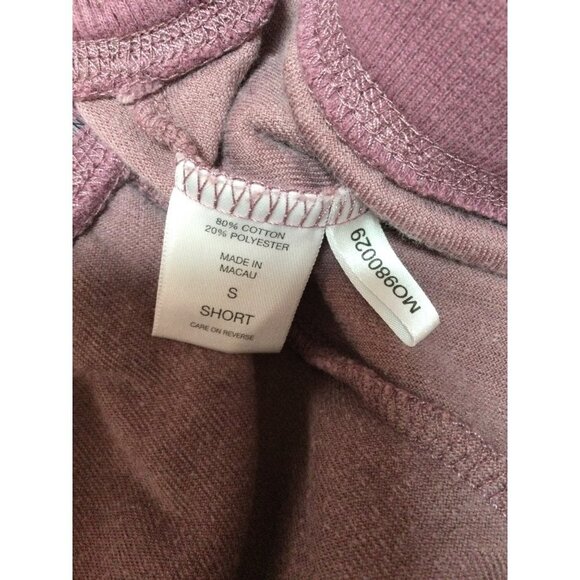 80% COTTON
20% POLYESTER
MADE IN
MACAU
S
SHORT
CARE ON REVERSE
MO980029